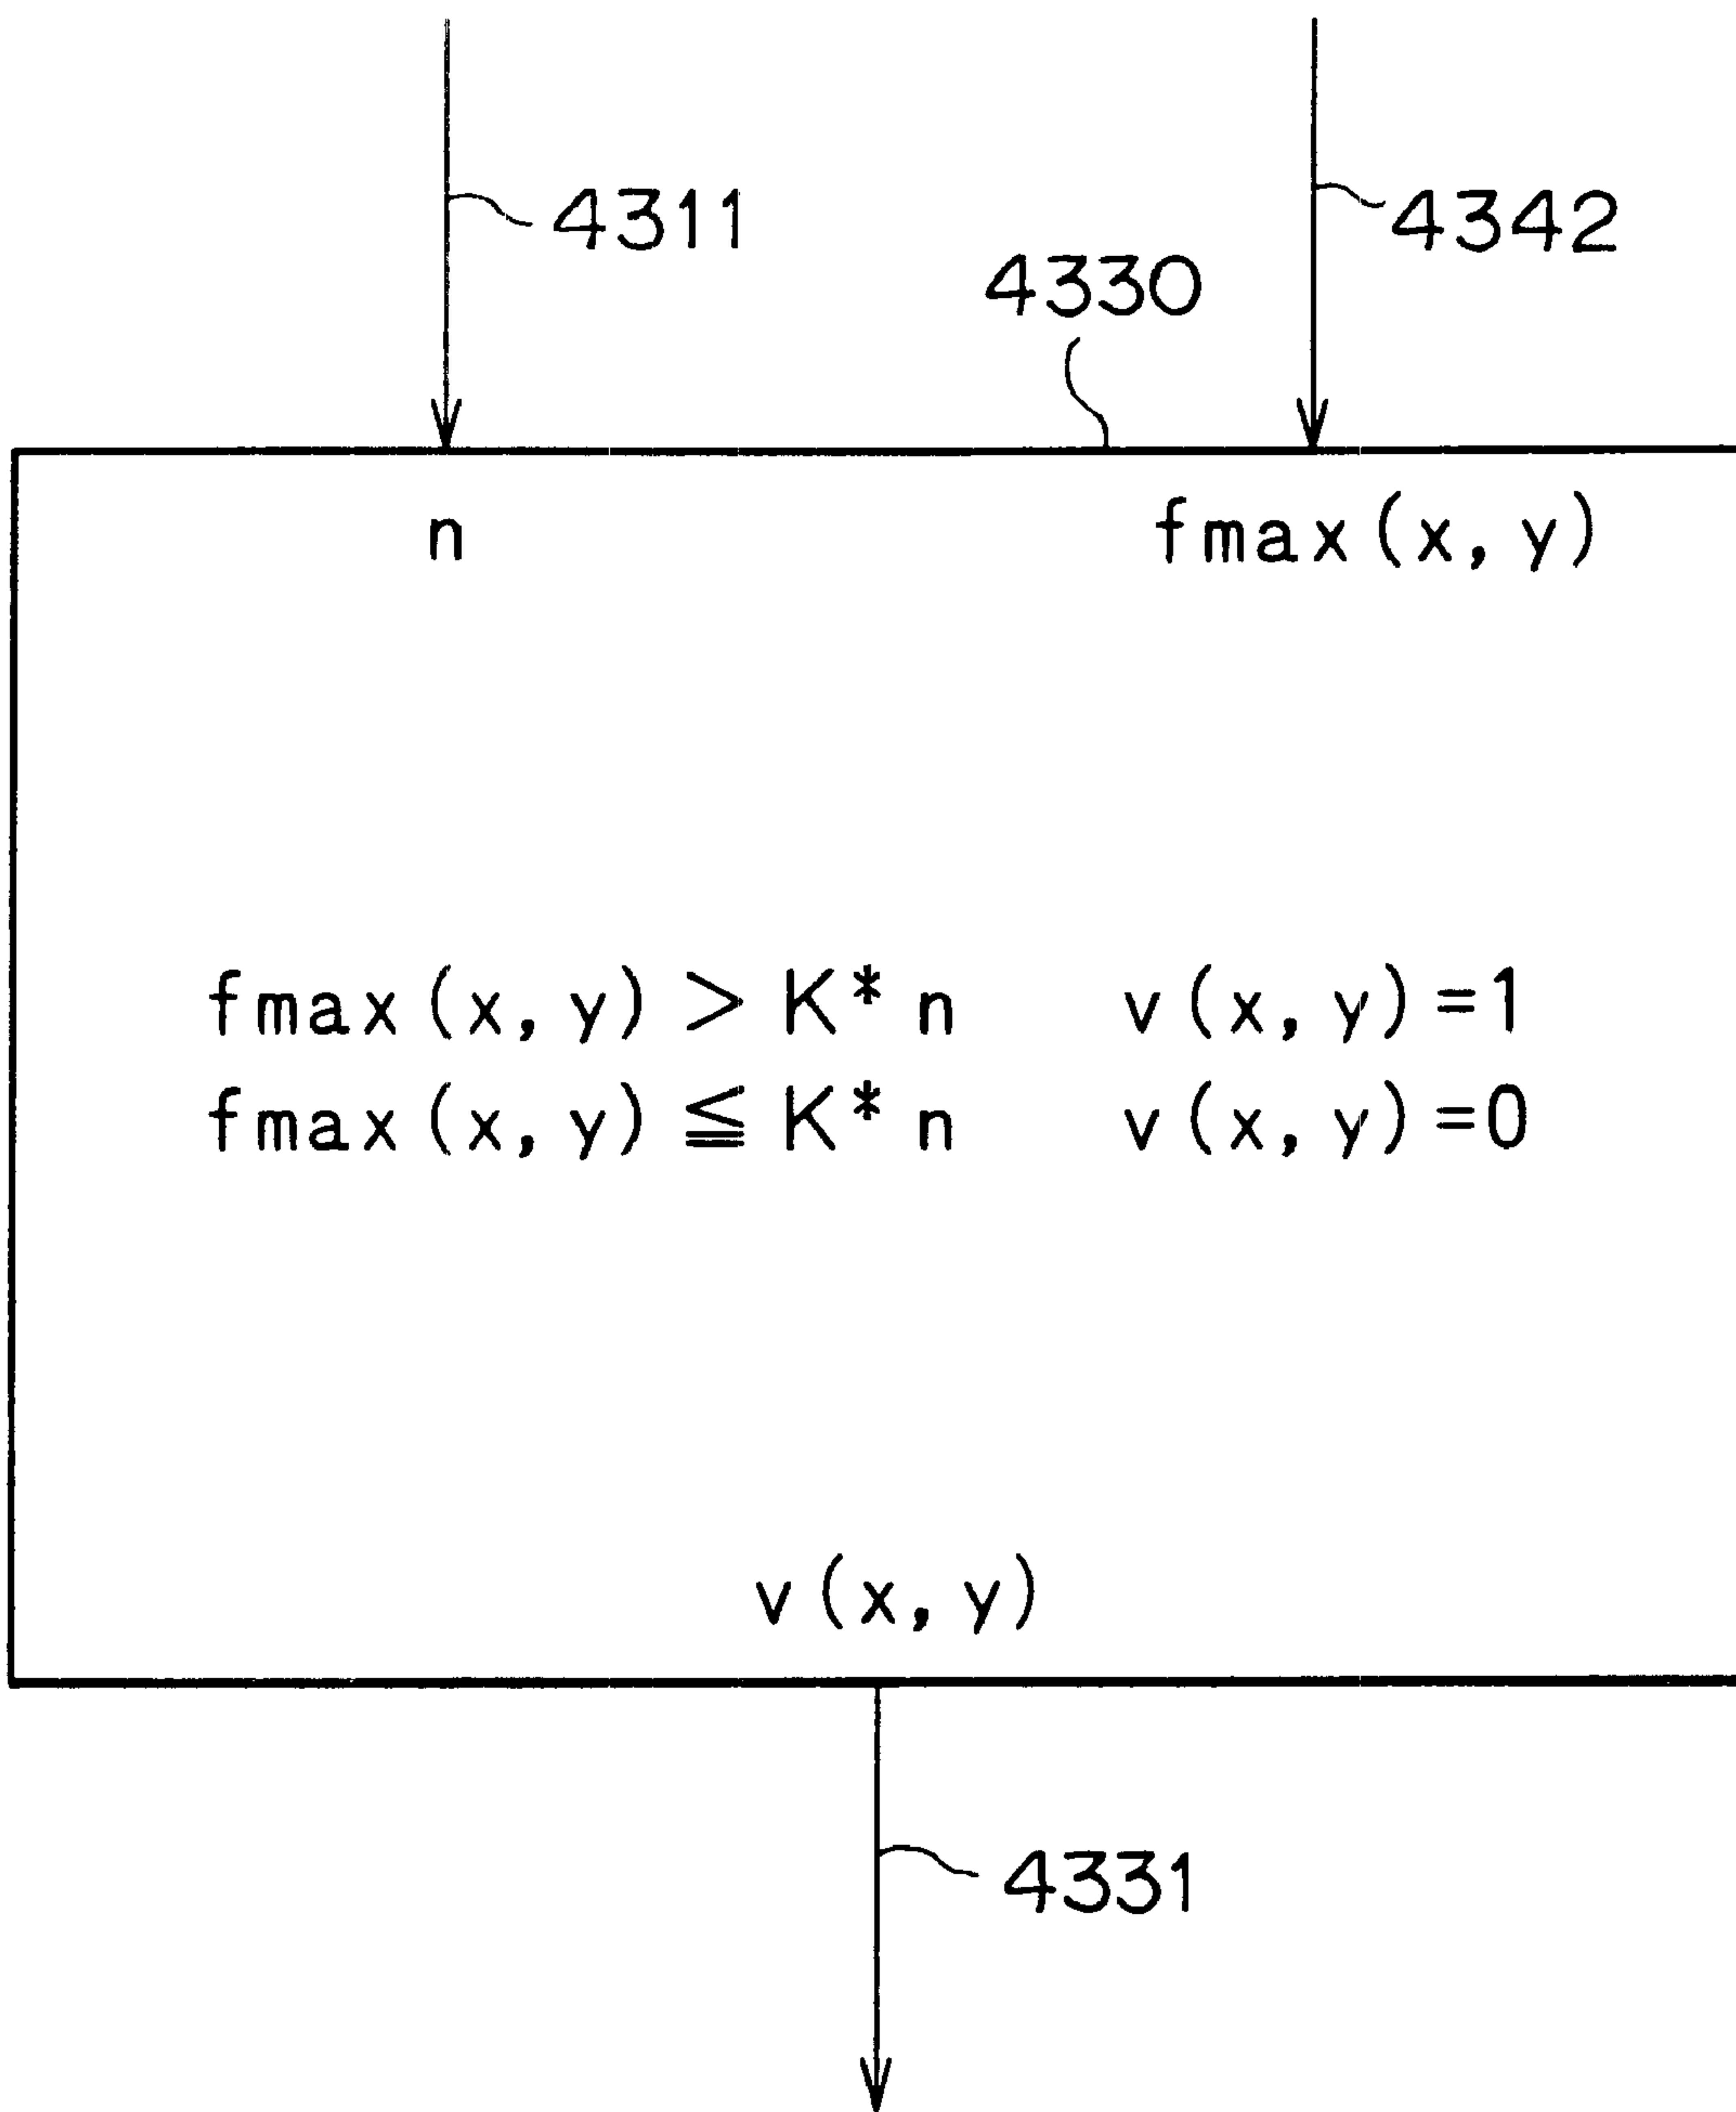 4311
4342
4330
n
fmax(x, y)
fmax(x, y) > K* n v(x, y)=1
fmax(x, y) ≦ K* n v(x, y)=0
v(x, y)
4331